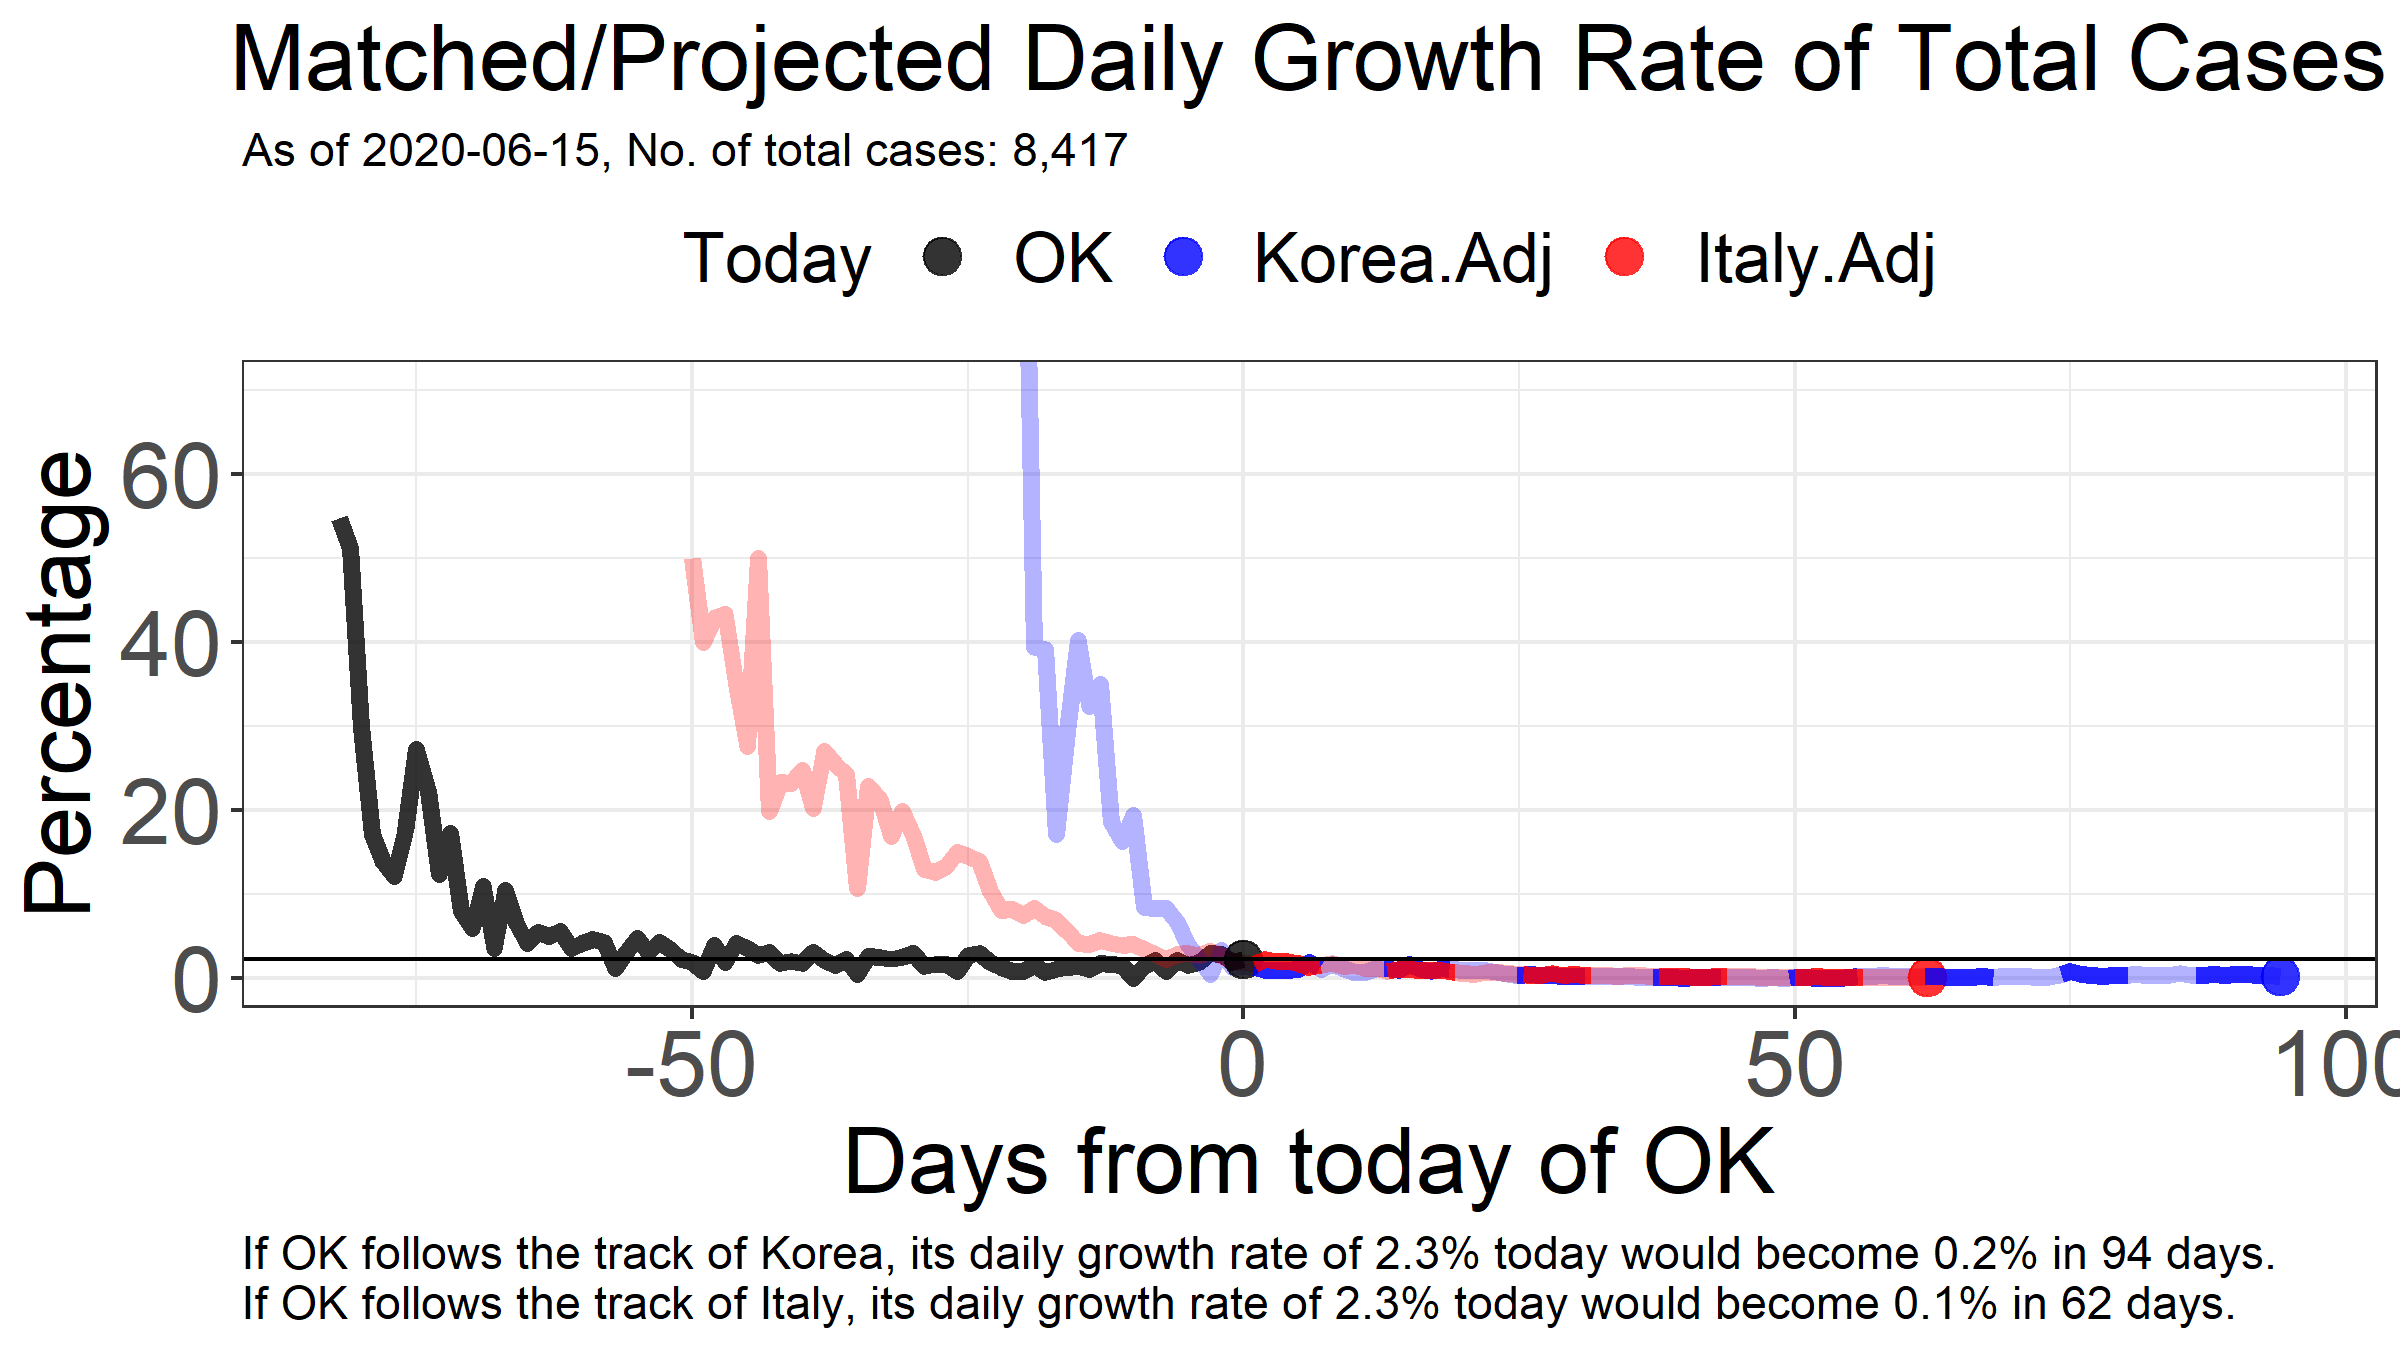 Matched/Projected Daily Growth Rate of Total Cases
As of 2020-06-15, No. of total cases: 8,417
Today OK Korea.Adj Italy.Adj
Percentage
60
40
20
0
-50 0 50 100
Days from today of OK
If OK follows the track of Korea, its daily growth rate of 2.3% today would become 0.2% in 94 days.
If OK follows the track of Italy, its daily growth rate of 2.3% today would become 0.1% in 62 days.